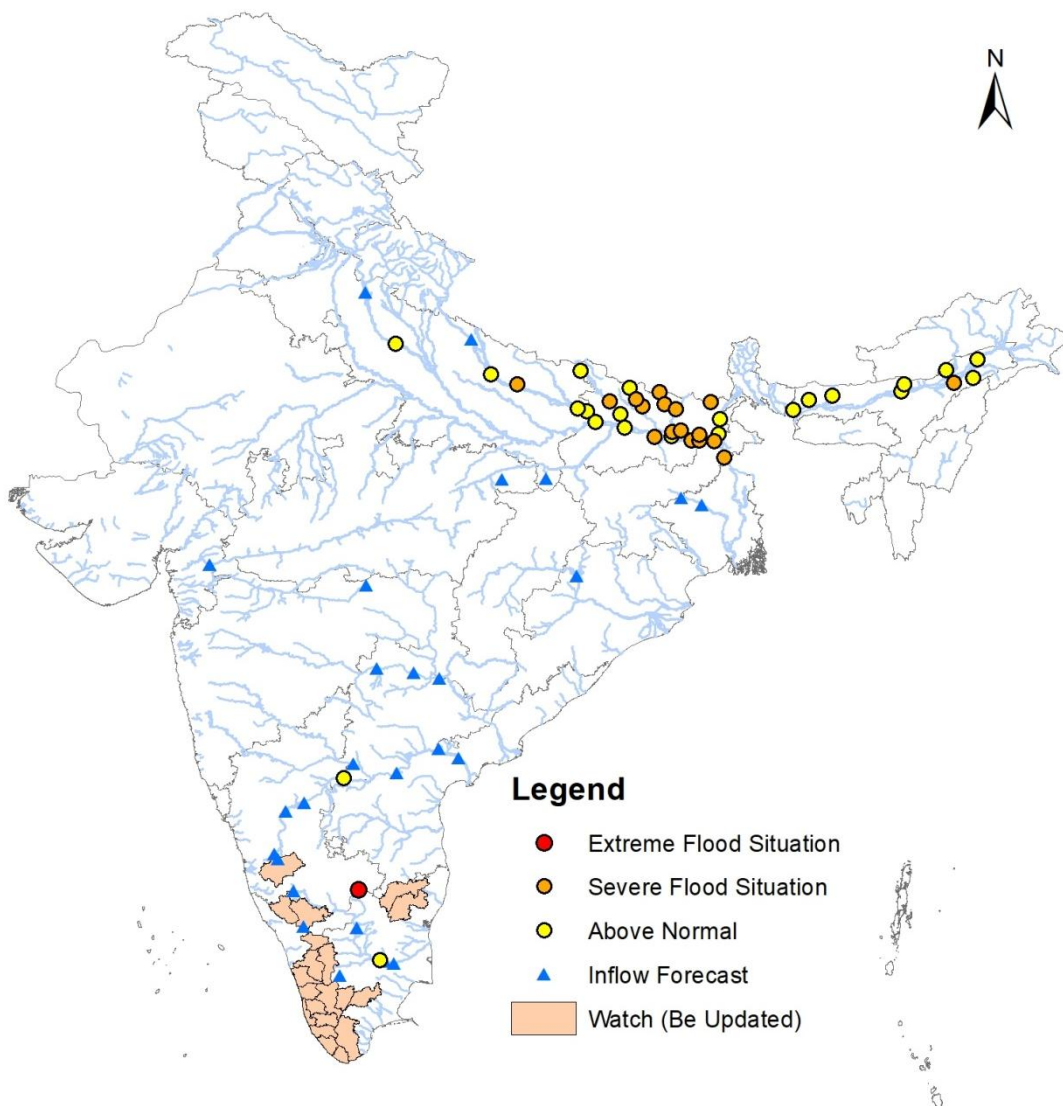 N
Legend
Extreme Flood Situation
Severe Flood Situation
Above Normal
Inflow Forecast
Watch (Be Updated)